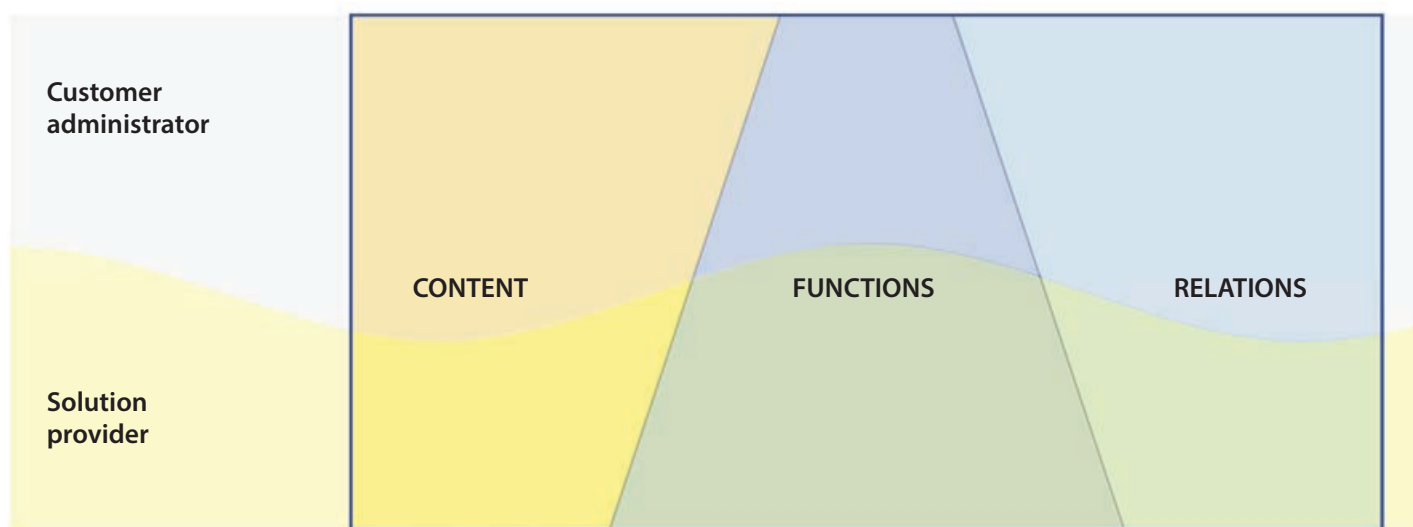 Customer
administrator
CONTENT FUNCTIONS RELATIONS
Solution
provider